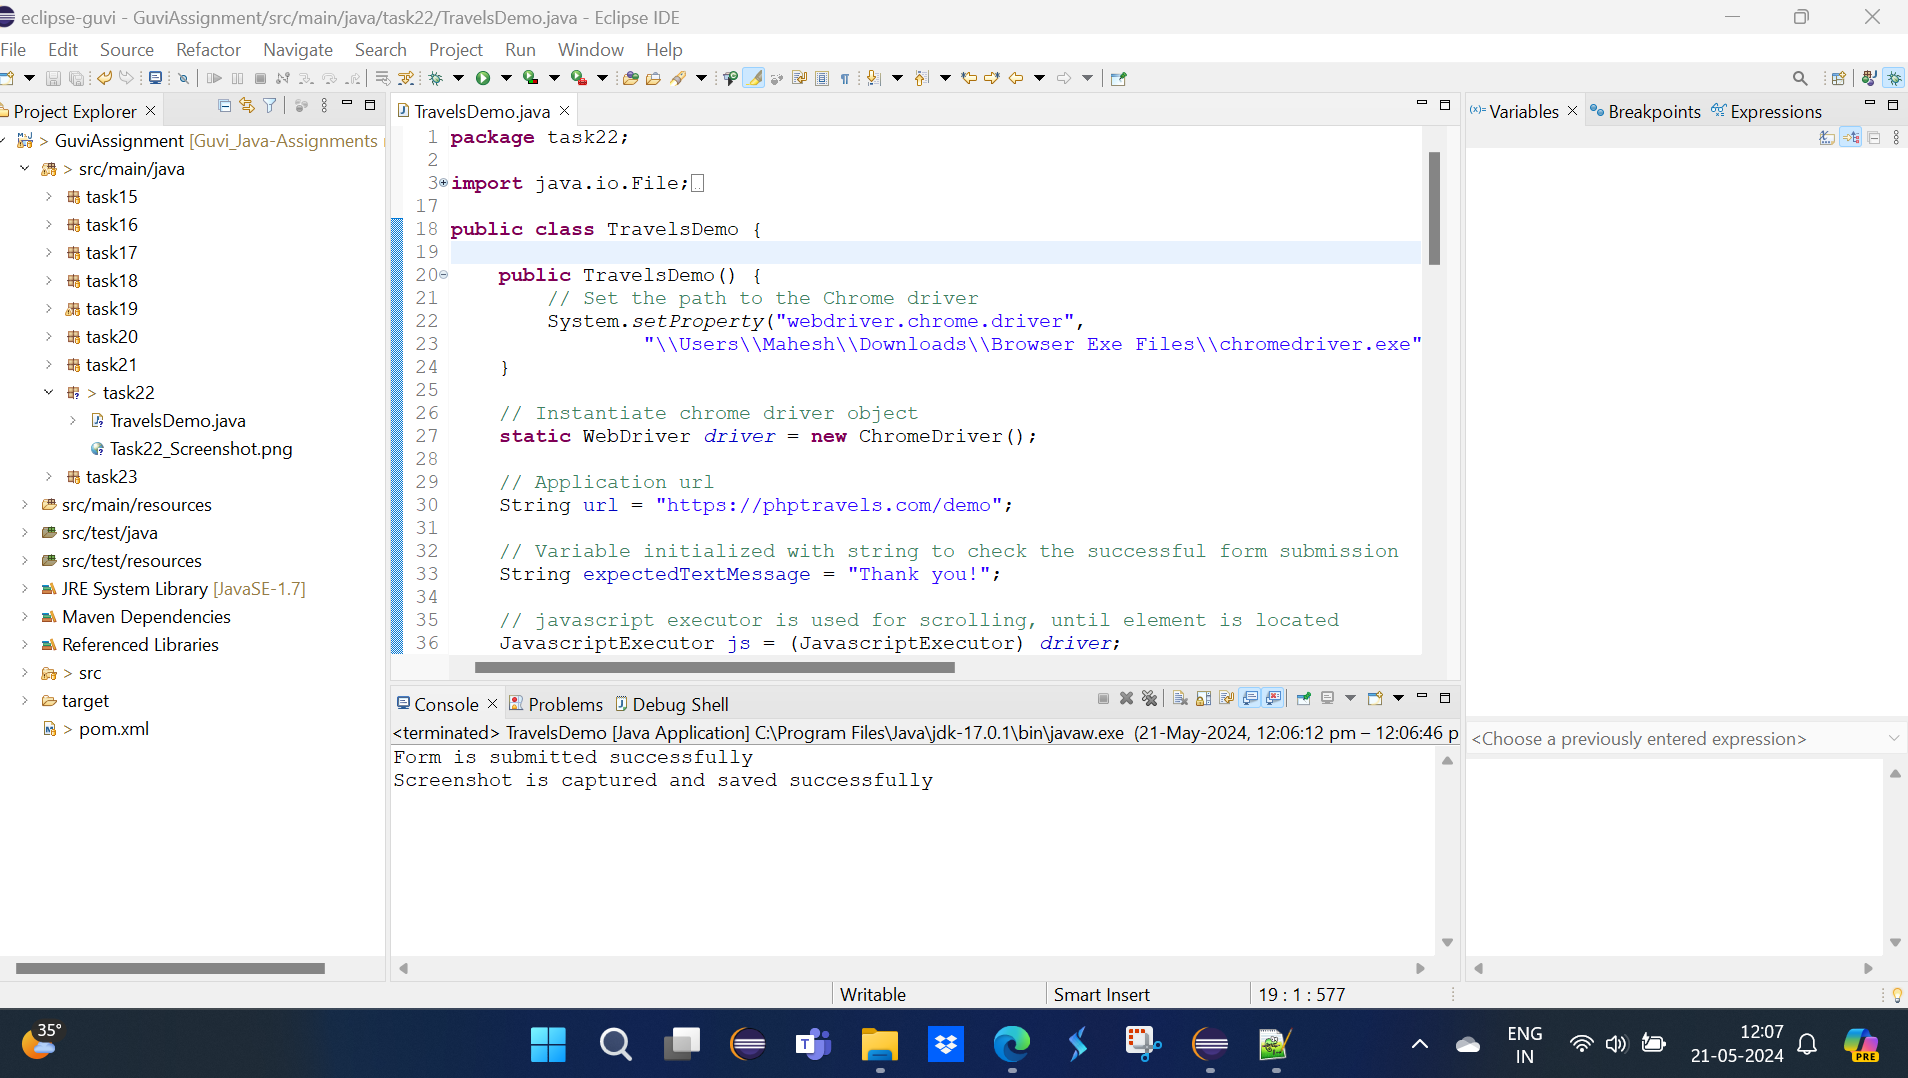 eclipse-guvi - GuviAssignment/src/main/java/task22/TravelsDemo.java - Eclipse IDE
File Edit Source Refactor Navigate Search Project Run Window Help
Project Explorer
GuviAssignment [Guvi_Java-Assignments
> src/main/java
task15
task16
task17
task18
task19
task20
task21
> task22
TravelsDemo.java
Task22_Screenshot.png
task23
src/main/resources
src/test/java
src/test/resources
JRE System Library [JavaSE-1.7]
Maven Dependencies
Referenced Libraries
> src
target
> pom.xml
TravelsDemo.java
1 package task22;
2
3 import java.io.File;
17
18 public class TravelsDemo {
19
20 public TravelsDemo() {
21 // Set the path to the Chrome driver
22 System.setProperty("webdriver.chrome.driver",
23 "\\Users\\Mahesh\\Downloads\\Browser Exe Files\\chromedriver.exe"
24 }
25
26 // Instantiate chrome driver object
27 static WebDriver driver = new ChromeDriver();
28
29 // Application url
30 String url = "https://phptravels.com/demo";
31
32 // Variable initialized with string to check the successful form submission
33 String expectedTextMessage = "Thank you!";
34
35 // javascript executor is used for scrolling, until element is located
36 JavascriptExecutor js = (JavascriptExecutor) driver;
Console Problems Debug Shell
<terminated> TravelsDemo [Java Application] C:\Program Files\Java\jdk-17.0.1\bin\javaw.exe (21-May-2024, 12:06:12 pm – 12:06:46 p
Form is submitted successfully
Screenshot is captured and saved successfully
(x)= Variables Breakpoints Expressions
<Choose a previously entered expression>
Writable Smart Insert 19 : 1 : 577
35°
ENG
IN
12:07
21-05-2024
PRE